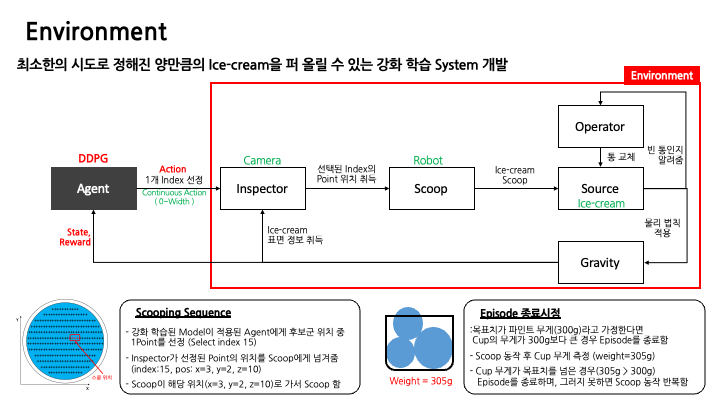 Environment
최소한의 시도로 정해진 양만큼의 Ice-cream을 퍼 올릴 수 있는 강화 학습 System 개발
Environment
Operator
빈 통인지
알려줌
통 교체
DDPG
Agent
Action
1개 Index 선정
Continuous Action
( 0~Width )
Camera
Inspector
선택된 Index의
Point 위치 취득
Robot
Scoop
Ice-cream
Scoop
Source
Ice-cream
물리 법칙
적용
State,
Reward
Ice-cream
표면 정보 취득
Gravity
Y
X
스쿱 위치
Scooping Sequence
- 강화 학습된 Model이 적용된 Agent에게 후보군 위치 중
1Point를 선정 (Select index 15)
- Inspector가 선정된 Point의 위치를 Scoop에게 넘겨줌
(index:15, pos: x=3, y=2, z=10)
- Scoop이 해당 위치(x=3, y=2, z=10)로 가서 Scoop 함
Weight = 305g
Episode 종료시점
:목표치가 파인트 무게(300g)라고 가정한다면
Cup의 무게가 300g보다 큰 경우 Episode를 종료함
- Scoop 동작 후 Cup 무게 측정 (weight=305g)
- Cup 무게가 목표치를 넘은 경우(305g > 300g)
Episode를 종료하며, 그러지 못하면 Scoop 동작 반복함